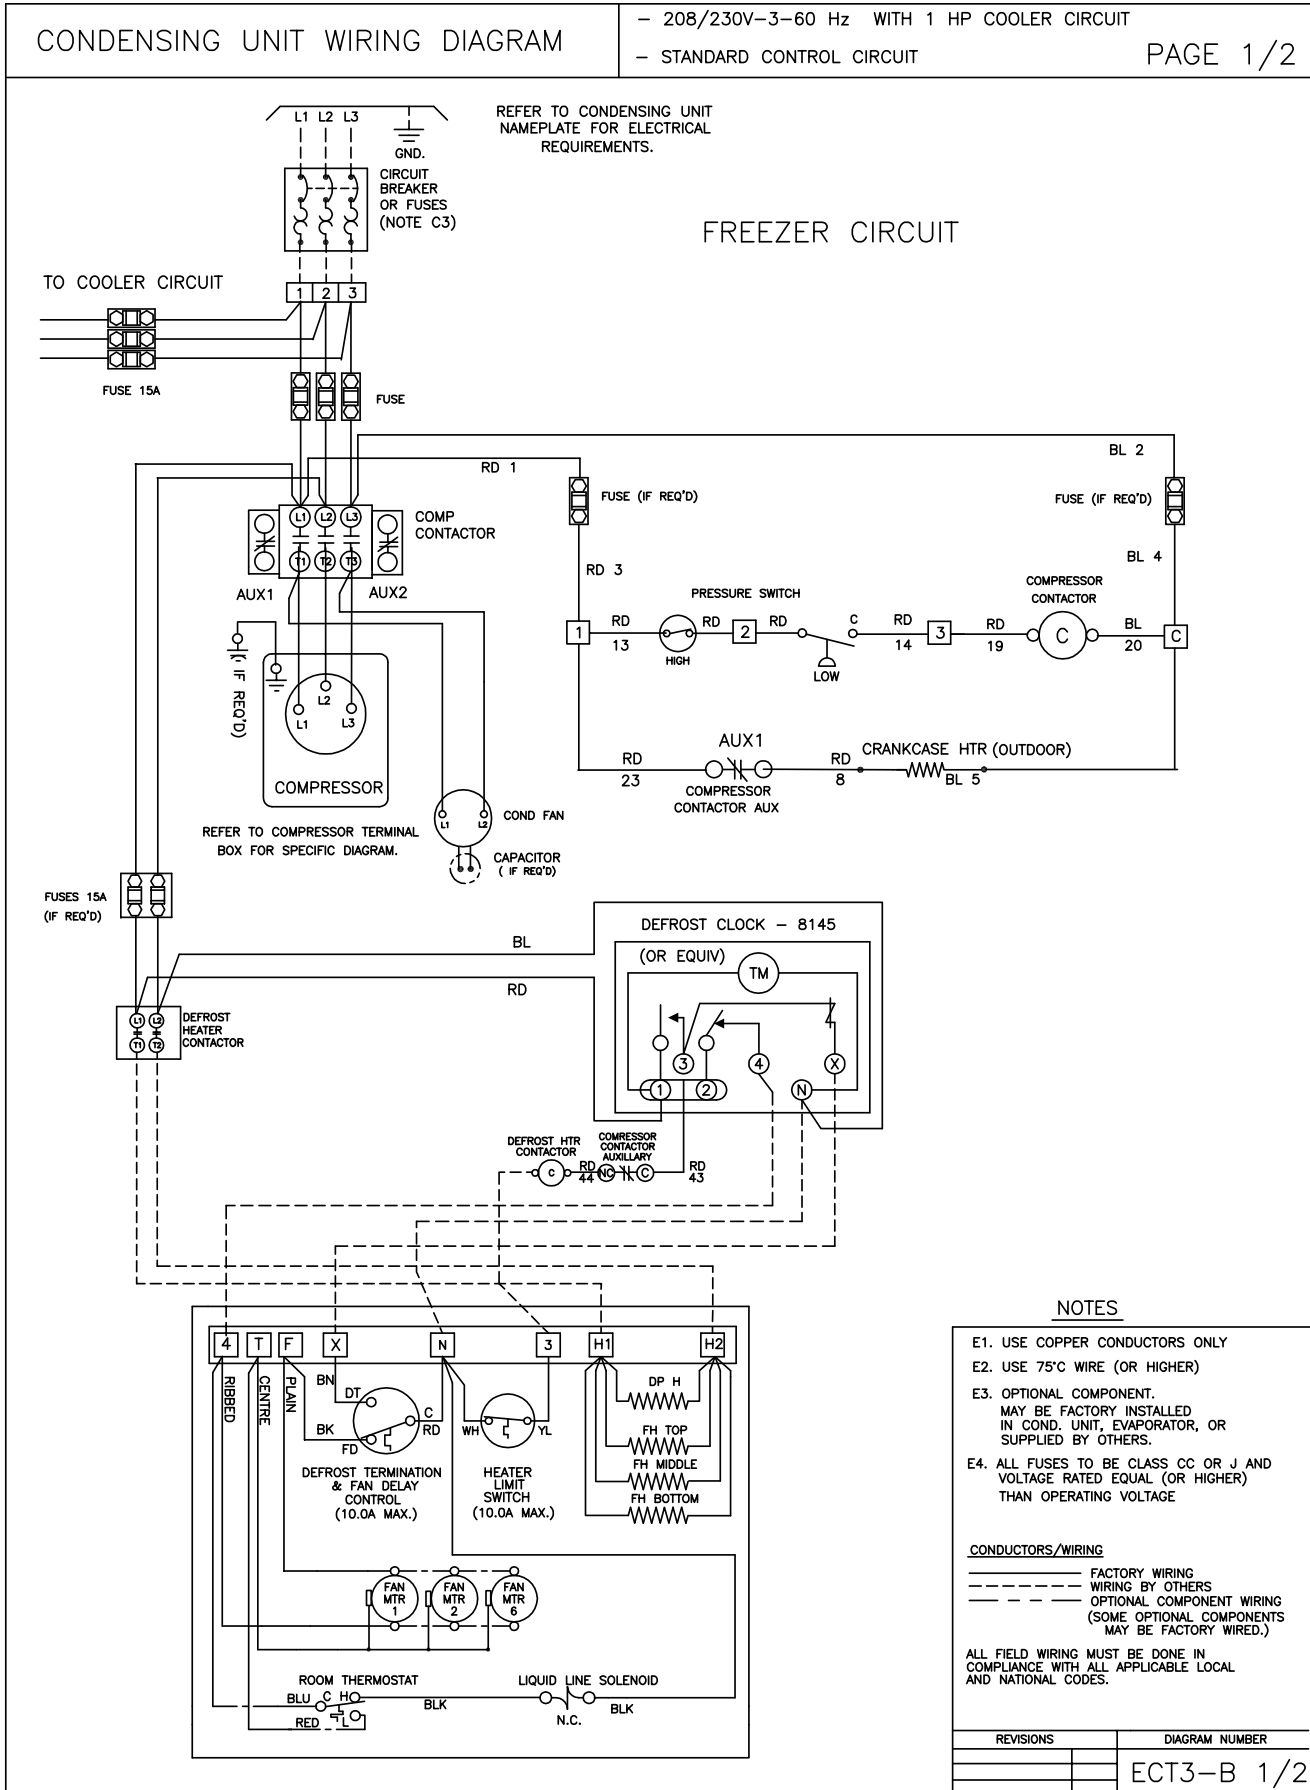 CONDENSING UNIT WIRING DIAGRAM
– 208/230V–3–60 Hz WITH 1 HP COOLER CIRCUIT
– STANDARD CONTROL CIRCUIT
PAGE 1/2
L1 L2 L3
GND.
REFER TO CONDENSING UNIT
NAMEPLATE FOR ELECTRICAL
REQUIREMENTS.
CIRCUIT
BREAKER
OR FUSES
(NOTE C3)
FREEZER CIRCUIT
TO COOLER CIRCUIT
1 2 3
FUSE 15A
FUSE
RD 1
BL 2
FUSE (IF REQ'D)
FUSE (IF REQ'D)
L1 L2 L3
COMP
CONTACTOR
T1 T2 T3
AUX1
AUX2
RD 3
BL 4
PRESSURE SWITCH
COMPRESSOR
CONTACTOR
1
RD
13
HIGH
RD
2
RD
C
LOW
RD
14
3
RD
19
C
BL
20
C
( IF REQ'D)
L2
L1
L3
COMPRESSOR
AUX1
RD
23
COMPRESSOR
CONTACTOR AUX
RD
8
CRANKCASE HTR (OUTDOOR)
BL 5
L1
L2
COND FAN
REFER TO COMPRESSOR TERMINAL
BOX FOR SPECIFIC DIAGRAM.
CAPACITOR
( IF REQ'D)
FUSES 15A
(IF REQ'D)
BL
RD
DEFROST CLOCK – 8145
(OR EQUIV)
TM
3
4
X
1
2
N
L1 L2
T1 T2
DEFROST
HEATER
CONTACTOR
DEFROST HTR
CONTACTOR
COMRESSOR
CONTACTOR
AUXILLARY
C
RD
44
NC
C
RD
43
4 T F X N 3 H1 H2
RIBBED
CENTRE
PLAIN
BN
DT
BK
FD
C
RD
WH
YL
DP H
FH TOP
FH MIDDLE
FH BOTTOM
DEFROST TERMINATION
& FAN DELAY
CONTROL
(10.0A MAX.)
HEATER
LIMIT
SWITCH
(10.0A MAX.)
FAN
MTR
1
FAN
MTR
2
FAN
MTR
6
ROOM THERMOSTAT
BLU
C
H
RED
L
BLK
LIQUID LINE SOLENOID
N.C.
BLK
NOTES
E1. USE COPPER CONDUCTORS ONLY
E2. USE 75°C WIRE (OR HIGHER)
E3. OPTIONAL COMPONENT.
MAY BE FACTORY INSTALLED
IN COND. UNIT, EVAPORATOR, OR
SUPPLIED BY OTHERS.
E4. ALL FUSES TO BE CLASS CC OR J AND
VOLTAGE RATED EQUAL (OR HIGHER)
THAN OPERATING VOLTAGE
CONDUCTORS/WIRING
FACTORY WIRING
WIRING BY OTHERS
OPTIONAL COMPONENT WIRING
(SOME OPTIONAL COMPONENTS
MAY BE FACTORY WIRED.)
ALL FIELD WIRING MUST BE DONE IN
COMPLIANCE WITH ALL APPLICABLE LOCAL
AND NATIONAL CODES.
REVISIONS
DIAGRAM NUMBER
ECT3–B 1/2